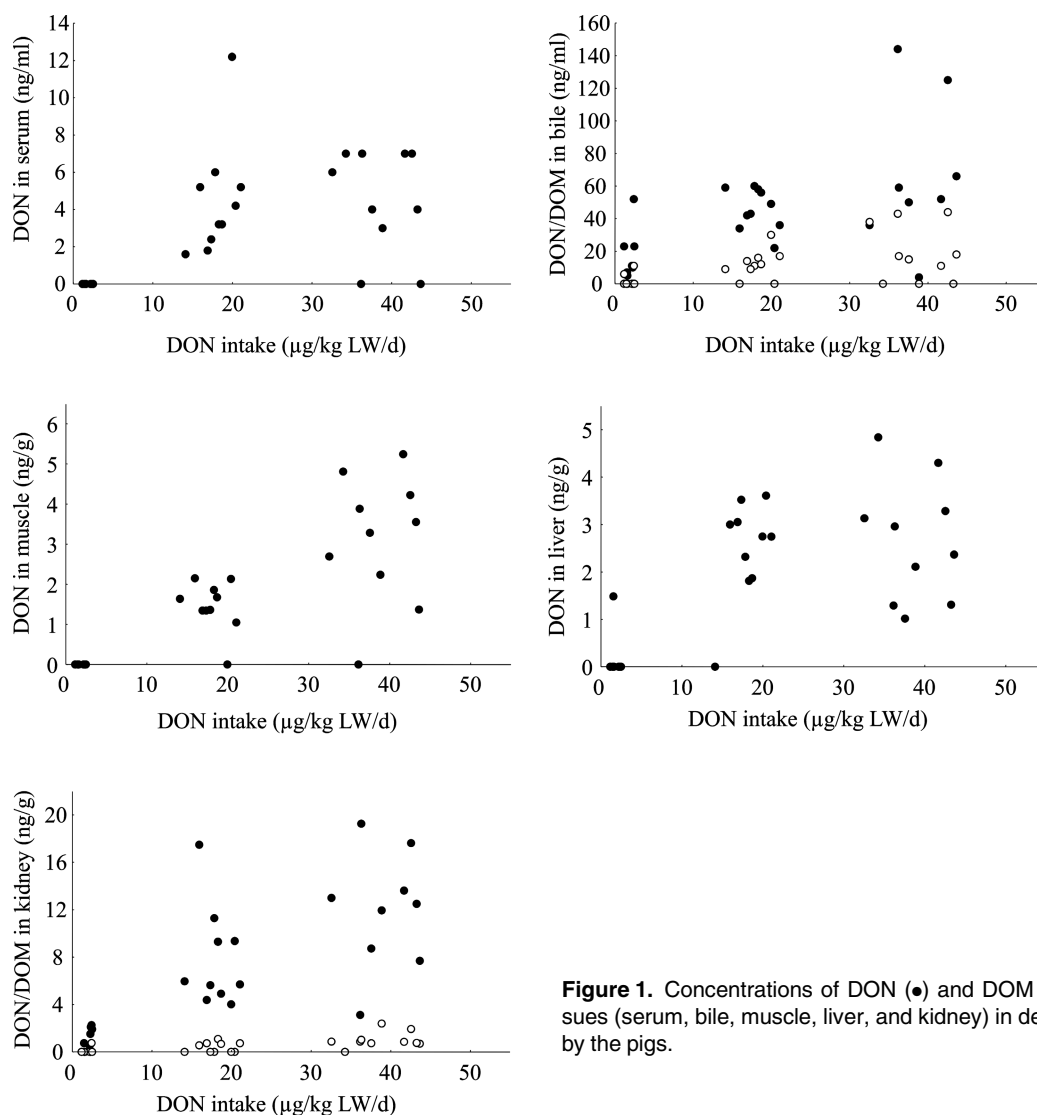 14
12
10
8
6
4
2
0
DON in serum (ng/ml)
0 10 20 30 40 50
DON intake (µg/kg LW/d)
160
140
120
100
80
60
40
20
0
DON/DOM in bile (ng/ml)
0 10 20 30 40 50
DON intake (µg/kg LW/d)
6
5
4
3
2
1
0
DON in muscle (ng/g)
0 10 20 30 40 50
DON intake (µg/kg LW/d)
5
4
3
2
1
0
DON in liver (ng/g)
0 10 20 30 40 50
DON intake (µg/kg LW/d)
20
16
12
8
4
0
DON/DOM in kidney (ng/g)
0 10 20 30 40 50
DON intake (µg/kg LW/d)
Figure 1. Concentrations of DON (●) and DOM
sues (serum, bile, muscle, liver, and kidney) in de
by the pigs.